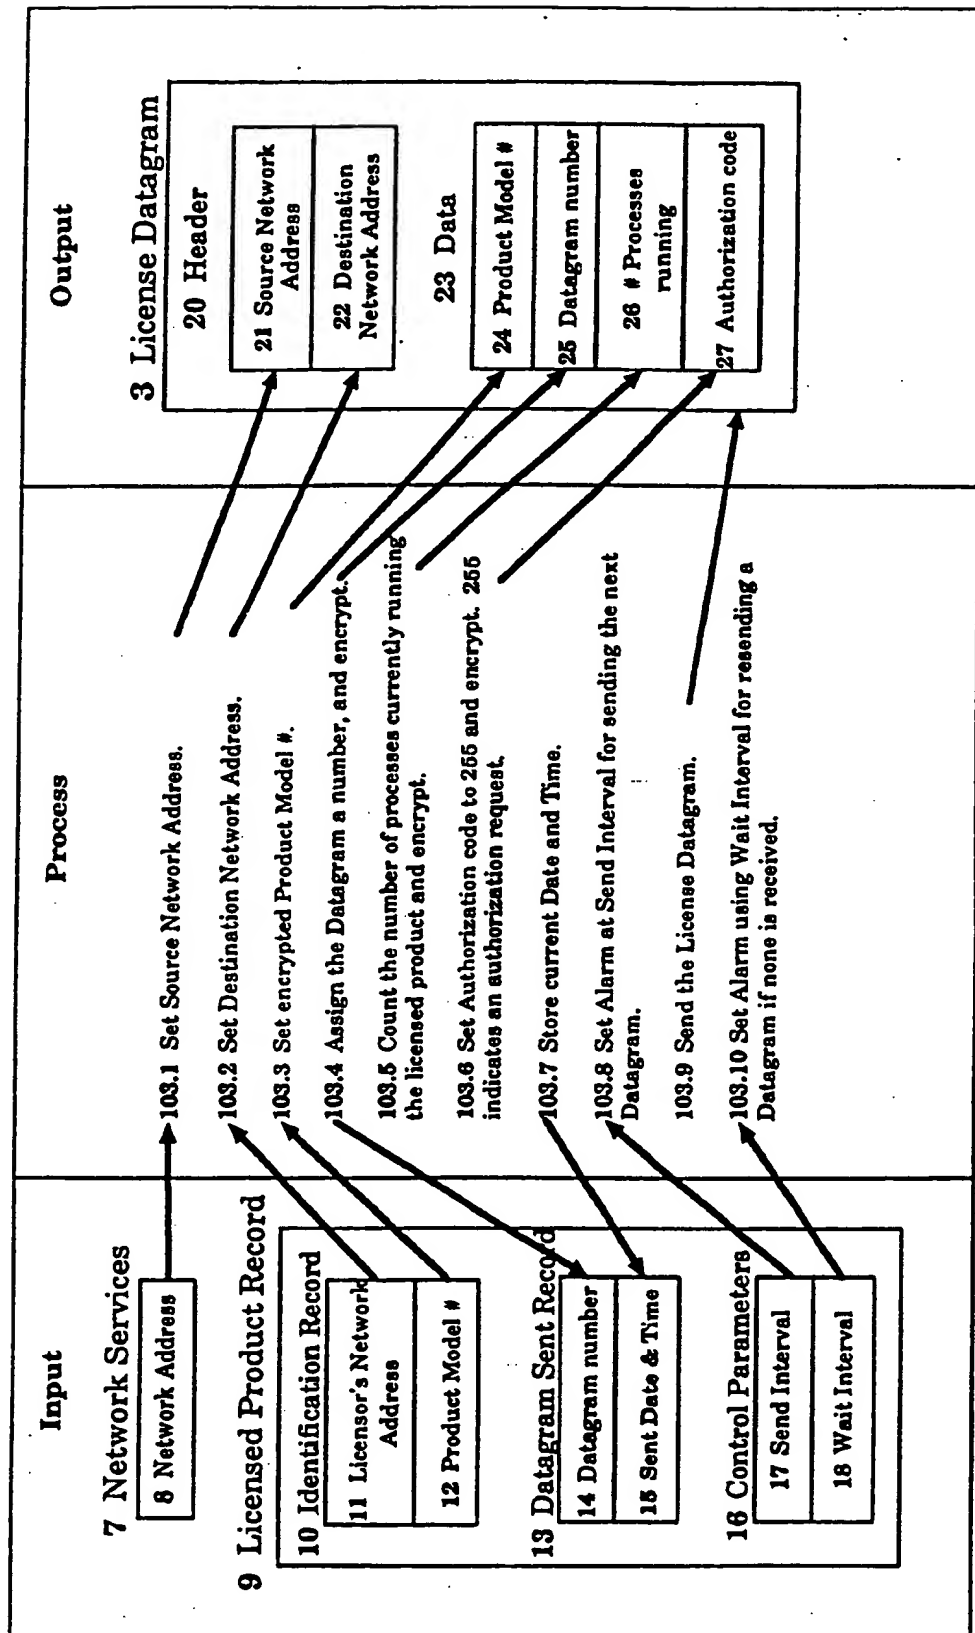 Input
7 Network Services
8 Network Address
9 Licensed Product Record
10 Identification Record
11 Licensor's Network
Address
12 Product Model #
13 Datagram Sent Record
14 Datagram number
15 Sent Date & Time
16 Control Parameters
17 Send Interval
18 Wait Interval
Process
103.1 Set Source Network Address.
103.2 Set Destination Network Address.
103.3 Set encrypted Product Model #.
103.4 Assign the Datagram a number, and encrypt.
103.5 Count the number of processes currently running
the licensed product and encrypt.
103.6 Set Authorization code to 255 and encrypt. 255
indicates an authorization request.
103.7 Store current Date and Time.
103.8 Set Alarm at Send Interval for sending the next
Datagram.
103.9 Send the License Datagram.
103.10 Set Alarm using Wait Interval for resending a
Datagram if none is received.
Output
3 License Datagram
20 Header
21 Source Network
Address
22 Destination
Network Address
23 Data
24 Product Model #
25 Datagram number
26 # Processes
running
27 Authorization code